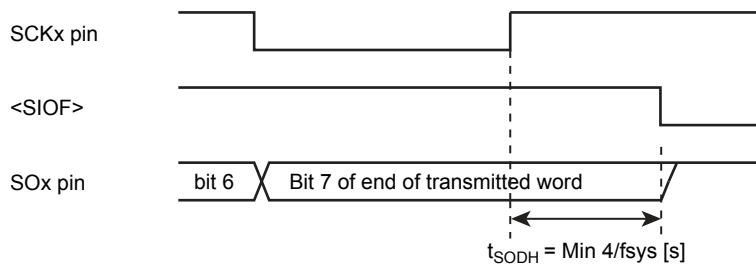 SCKx pin
<SIOF>
SOx pin
bit 6
Bit 7 of end of transmitted word
tSODH = Min 4/fsys [s]